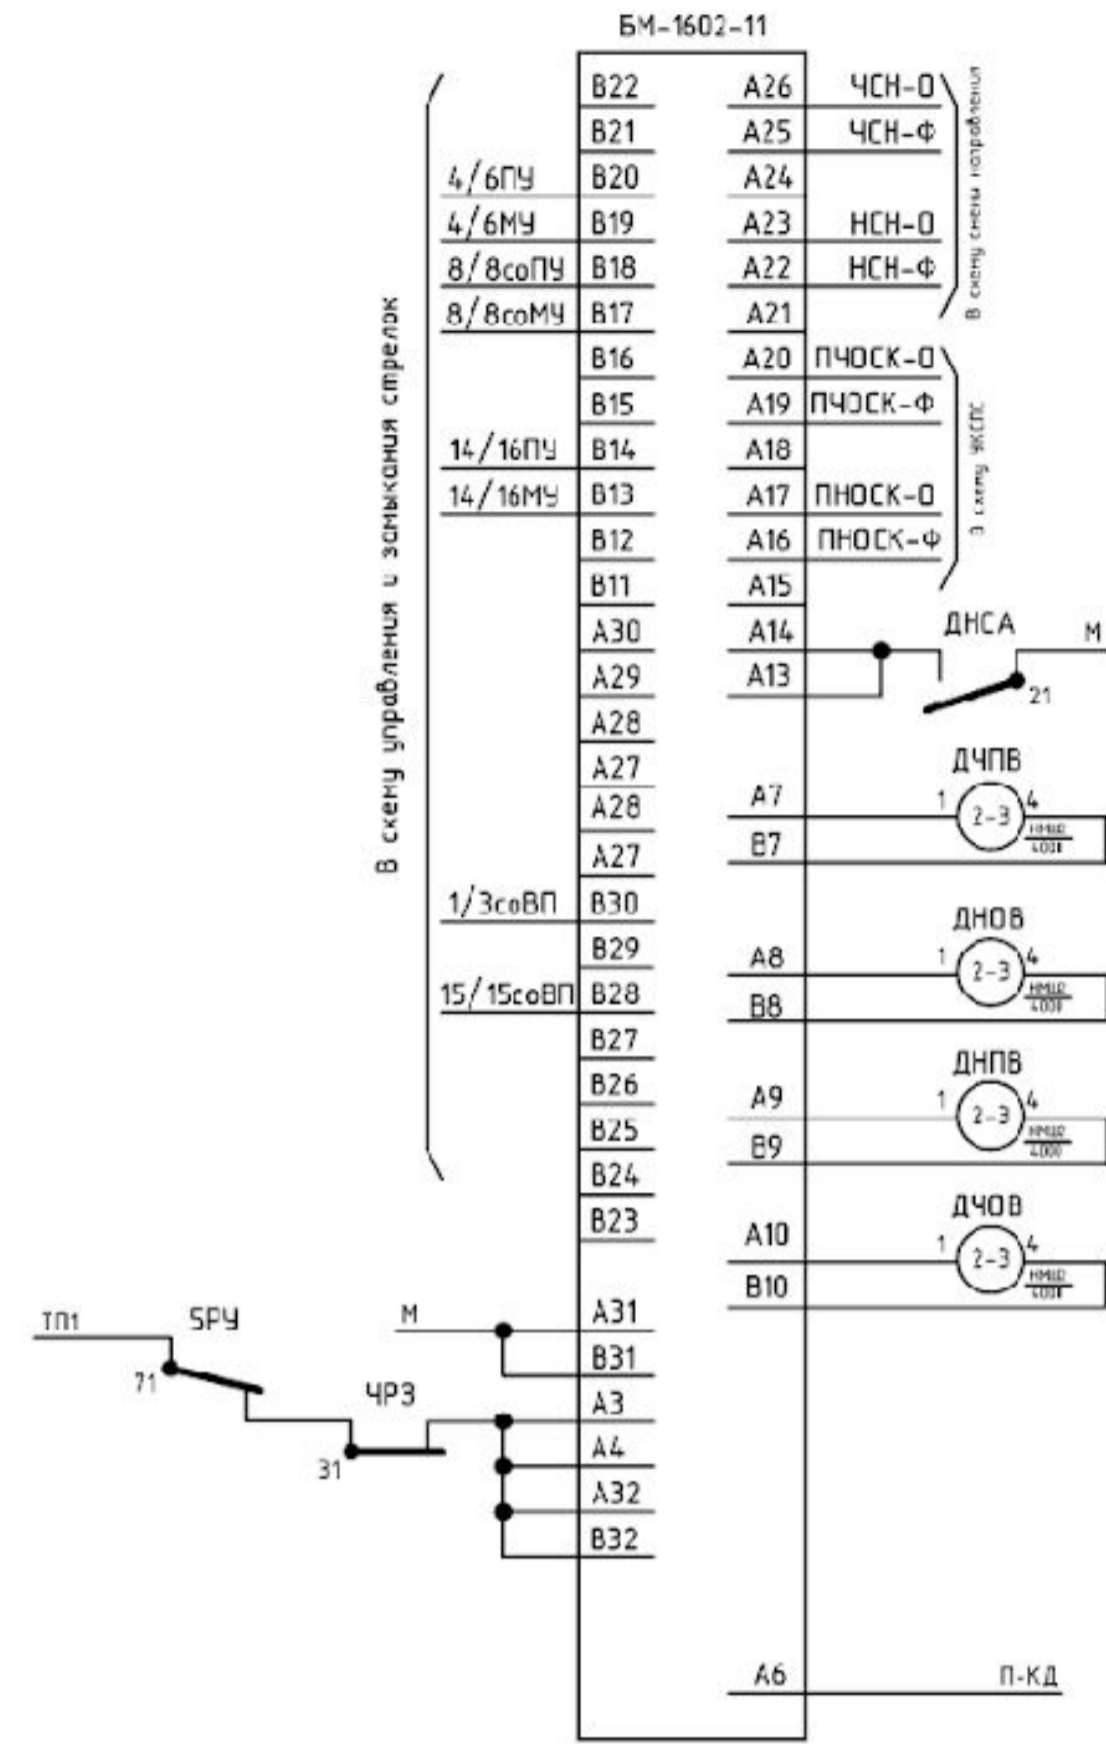 БМ-1602-11
B22 A26 ЧСН-О
B21 A25 ЧСН-Ф
4/6ПУ B20 A24
4/6МУ B19 A23 НСН-О
8/8соПУ B18 A22 НСН-Ф
8/8соМУ B17 A21
B16 A20 ПЧОСК-О
B15 A19 ПЧОСК-Ф
14/16ПУ B14 A18
14/16МУ B13 A17 ПНОСК-О
B12 A16 ПНОСК-Ф
B11 A15
A30 A14 ДНСА М
A29 A13 21
A28
A27 ДЧПВ
A28 A7 1 2-3 4
A27 B7
1/3соВП B30 ДНОВ
B29 A8 1 2-3 4
15/15соВП B28 B8
B27 ДНПВ
B26 A9 1 2-3 4
B25 B9
B24 ДЧОВ
B23 A10 1 2-3 4
B10
ТП1 5РУ М A31
71 B31
ЧРЗ A3
31 A4
A32
B32
A6 П-КД
В схему управления и замыкания стрелок
В схему смены направления
В схему УКСПС